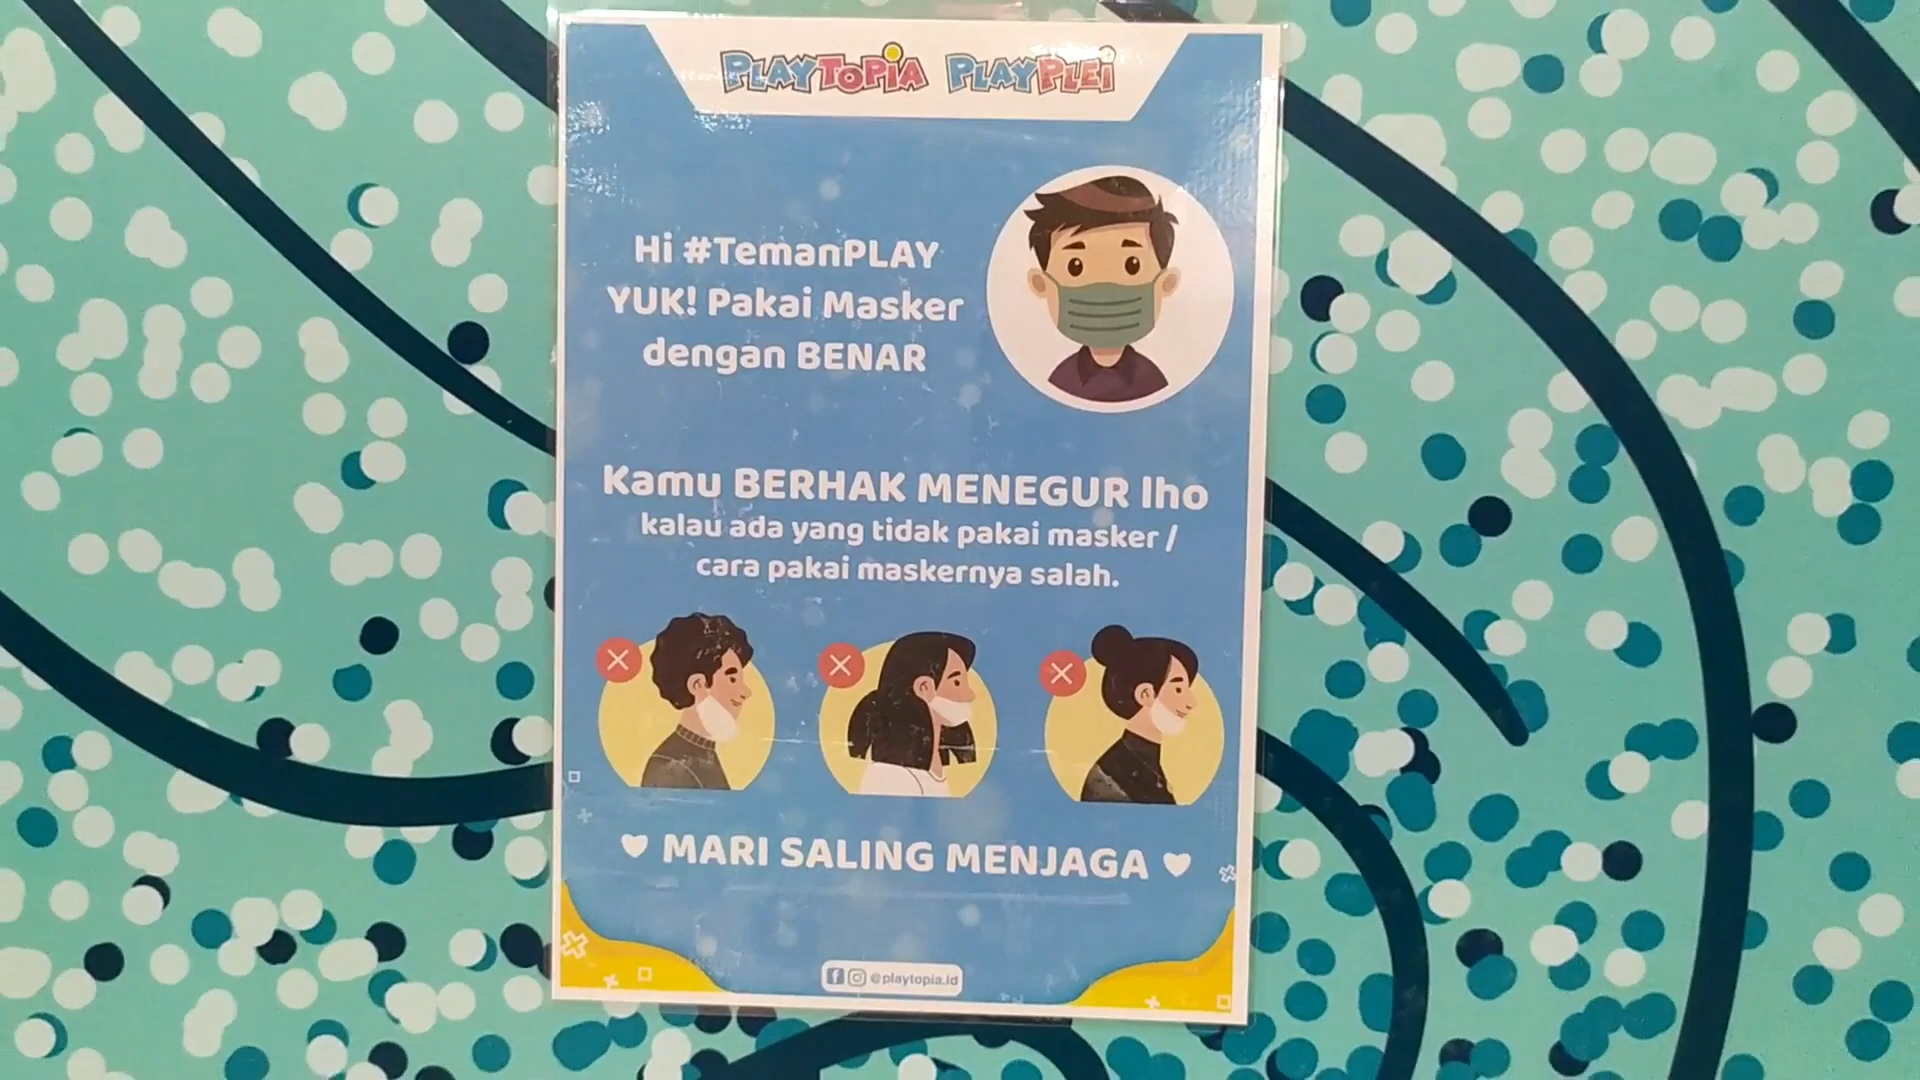 PLAYTOPIA PLAYPLEI
Hi #TemanPLAY
YUK! Pakai Masker
dengan BENAR
Kamu BERHAK MENEGUR lho
kalau ada yang tidak pakai masker /
cara pakai maskernya salah.
MARI SALING MENJAGA
@playtopia.id